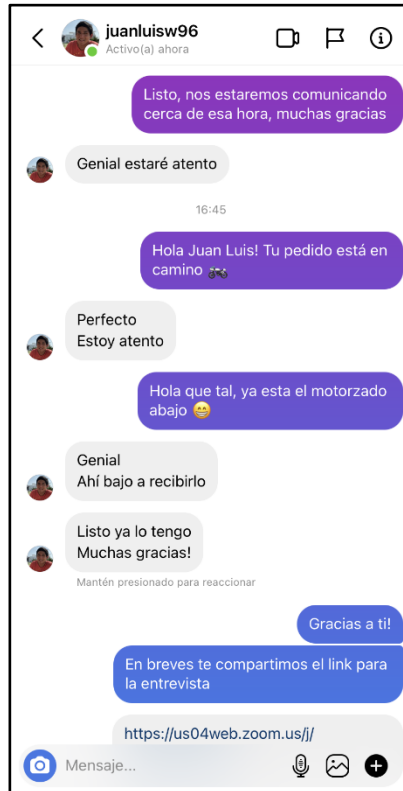 juanluisw96
Activo(a) ahora
Listo, nos estaremos comunicando
cerca de esa hora, muchas gracias
Genial estaré atento
16:45
Hola Juan Luis! Tu pedido está en
camino 🏍️
Perfecto
Estoy atento
Hola que tal, ya esta el motorzado
abajo 😁
Genial
Ahí bajo a recibirlo
Listo ya lo tengo
Muchas gracias!
Mantén presionado para reaccionar
Gracias a ti!
En breves te compartimos el link para
la entrevista
https://us04web.zoom.us/j/
Mensaje...